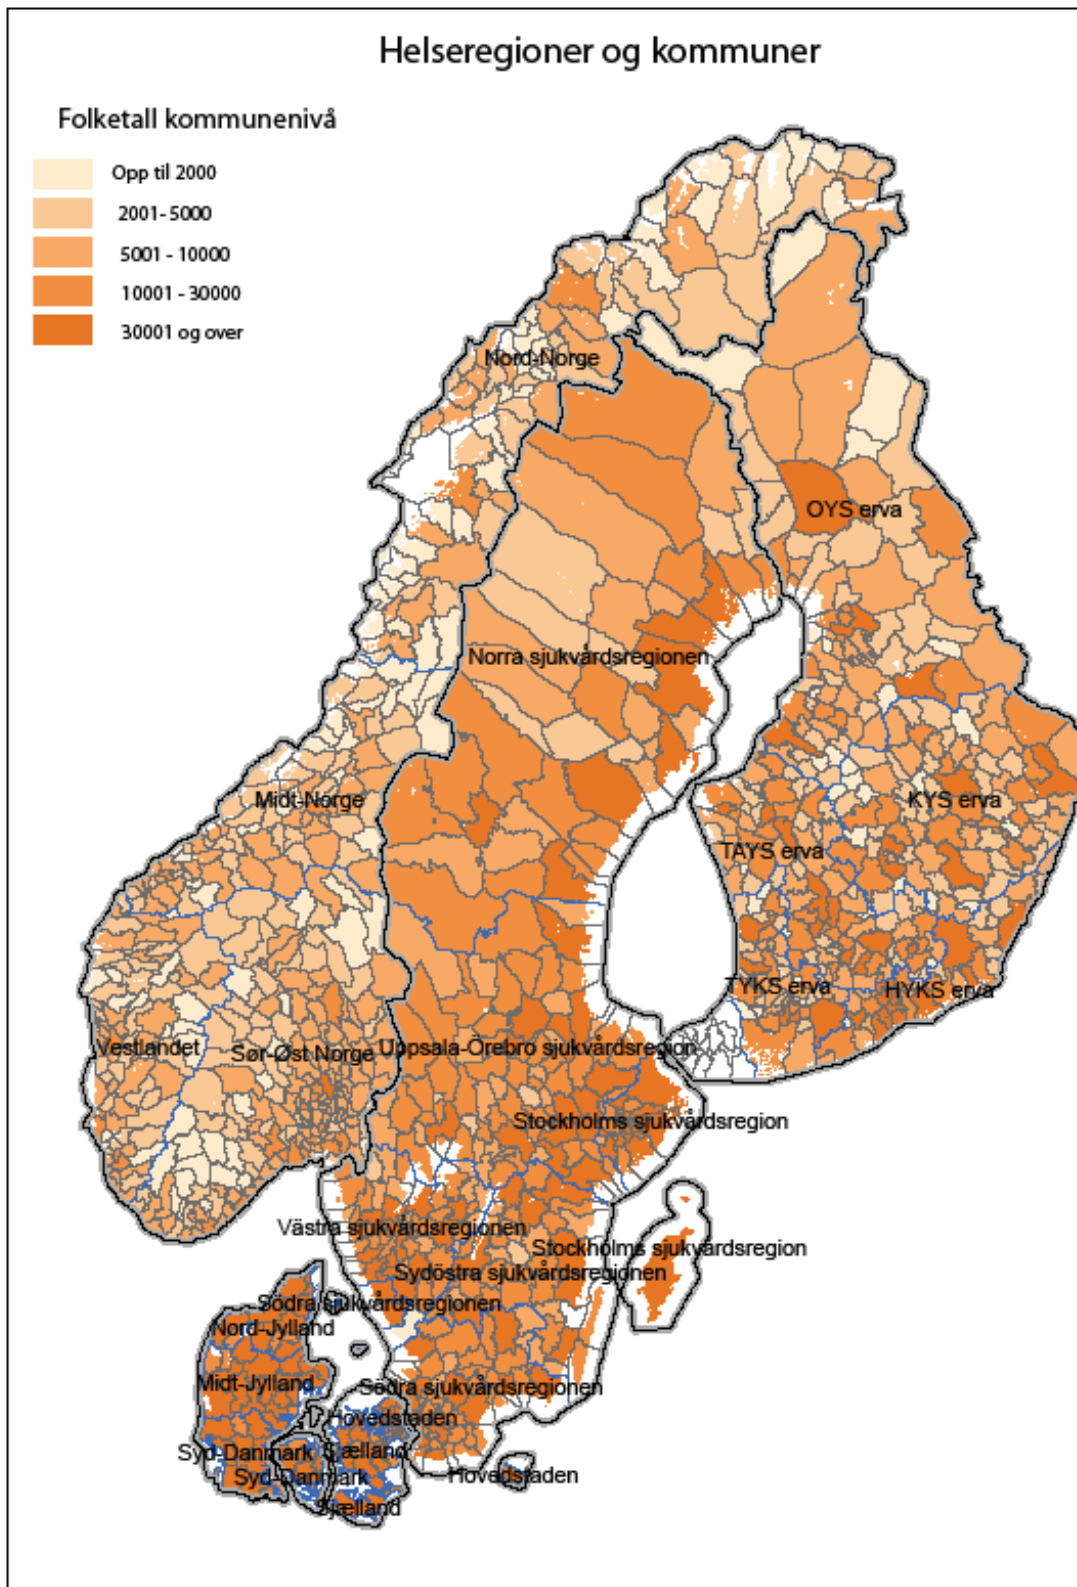 Helseregioner og kommuner
Folketall kommunenivå
Opp til 2000
2001- 5000
5001 - 10000
10001 - 30000
30001 og over
Nord-Norge
OYS erva
Norra sjukvårdsregionen
Midt-Norge
KYS erva
TAYS erva
TYKS erva
HYKS erva
Vestlandet
Sør-Øst Norge
Uppsala-Örebro sjukvårdsregion
Stockholms sjukvårdsregion
Västra sjukvårdsregionen
Stockholms sjukvårdsregion
Sydöstra sjukvårdsregionen
Södra sjukvårdsregionen
Nord-Jylland
Midt-Jylland
Södra sjukvårdsregionen
Hovedstaden
Syd-Danmark
Sjælland
Syd-Danmark
Hovedstaden
Sjælland